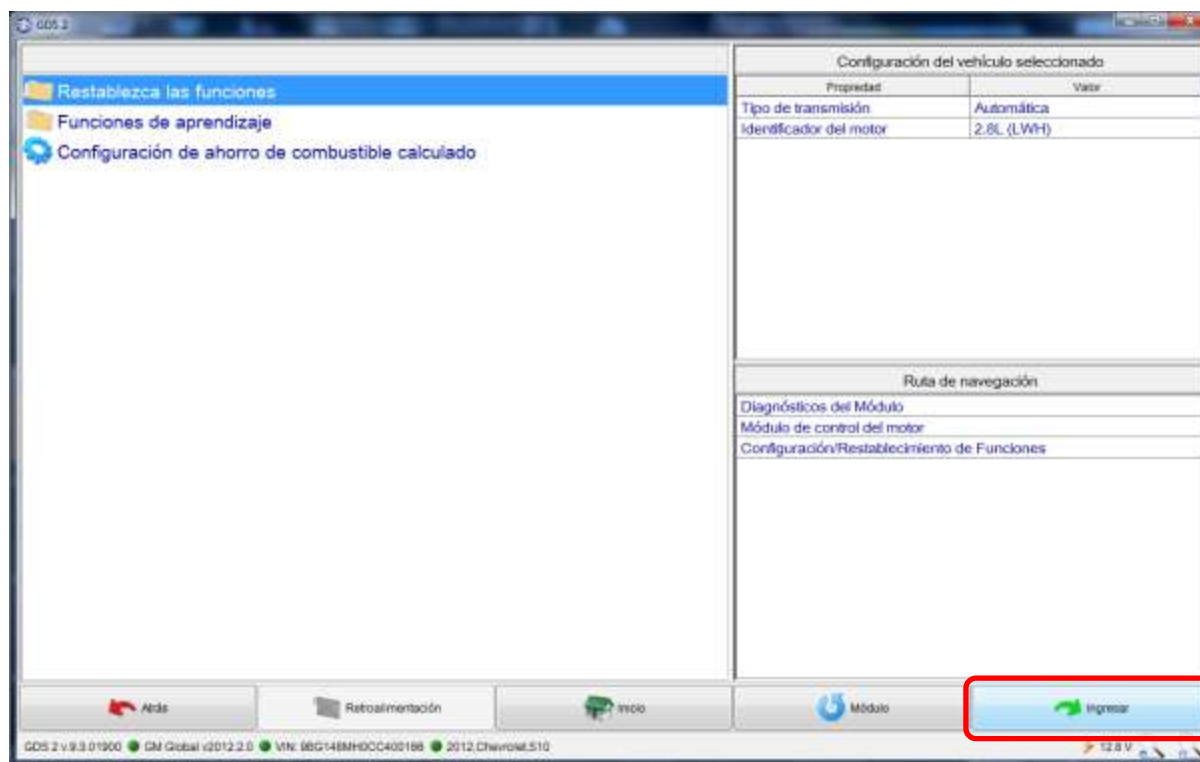 GDS 2
Restablezca las funciones
Funciones de aprendizaje
Configuración de ahorro de combustible calculado
Configuración del vehículo seleccionado
Propiedad Valor
Tipo de transmisión Automática
Identificador del motor 2.8L (LWH)
Ruta de navegación
Diagnósticos del Módulo
Módulo de control del motor
Configuración/Restablecimiento de Funciones
Atrás Retroalimentación Inicio Módulo Ingresar
GDS 2 v.9.3.01900 GM Global v2012.2.0 VIN: 2012,Chevrolet,S10 12.8 V